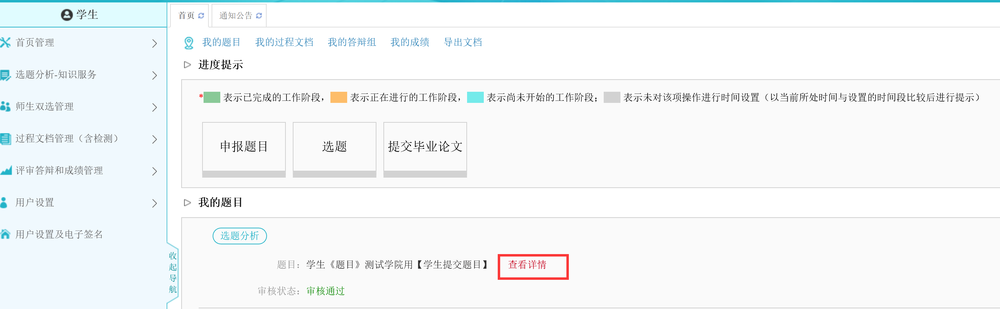 学生
首页 通知公告
首页管理
选题分析-知识服务
师生双选管理
过程文档管理（含检测）
评审答辩和成绩管理
用户设置
用户设置及电子签名
收起导航
我的题目 我的过程文档 我的答辩组 我的成绩 导出文档
进度提示
* 表示已完成的工作阶段， 表示正在进行的工作阶段， 表示尚未开始的工作阶段； 表示未对该项操作进行时间设置（以当前所处时间与设置的时间段比较后进行提示）
申报题目 选题 提交毕业论文
我的题目
选题分析
题目：学生《题目》测试学院用【学生提交题目】 查看详情
审核状态：审核通过